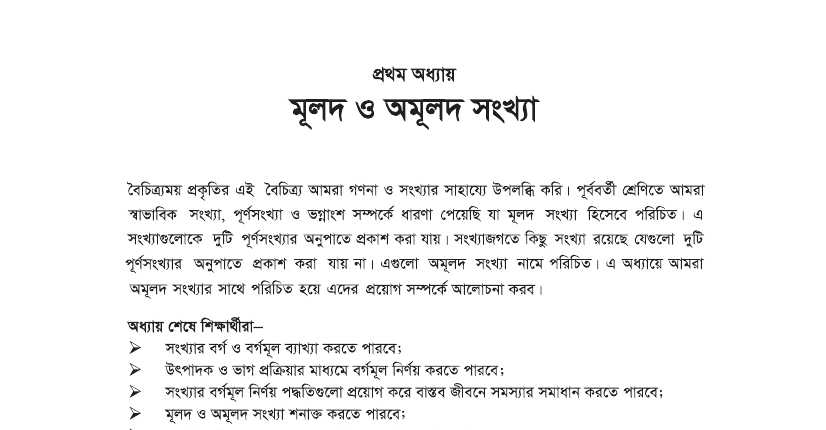 প্রথম অধ্যায়
মূলদ ও অমূলদ সংখ্যা
বৈচিত্র্যময় প্রকৃতির এই বৈচিত্র্য আমরা গণনা ও সংখ্যার সাহায্যে উপলব্ধি করি। পূর্ববর্তী শ্রেণিতে আমরা
স্বাভাবিক সংখ্যা, পূর্ণসংখ্যা ও ভগ্নাংশ সম্পর্কে ধারণা পেয়েছি যা মূলদ সংখ্যা হিসেবে পরিচিত। এ
সংখ্যাগুলোকে দুটি পূর্ণসংখ্যার অনুপাতে প্রকাশ করা যায়। সংখ্যাজগতে কিছু সংখ্যা রয়েছে যেগুলো দুটি
পূর্ণসংখ্যার অনুপাতে প্রকাশ করা যায় না। এগুলো অমূলদ সংখ্যা নামে পরিচিত। এ অধ্যায়ে আমরা
অমূলদ সংখ্যার সাথে পরিচিত হয়ে এদের প্রয়োগ সম্পর্কে আলোচনা করব।
অধ্যায় শেষে শিক্ষার্থীরা–
➢ সংখ্যার বর্গ ও বর্গমূল ব্যাখ্যা করতে পারবে;
➢ উৎপাদক ও ভাগ প্রক্রিয়ার মাধ্যমে বর্গমূল নির্ণয় করতে পারবে;
➢ সংখ্যার বর্গমূল নির্ণয় পদ্ধতিগুলো প্রয়োগ করে বাস্তব জীবনে সমস্যার সমাধান করতে পারবে;
➢ মূলদ ও অমূলদ সংখ্যা শনাক্ত করতে পারবে;